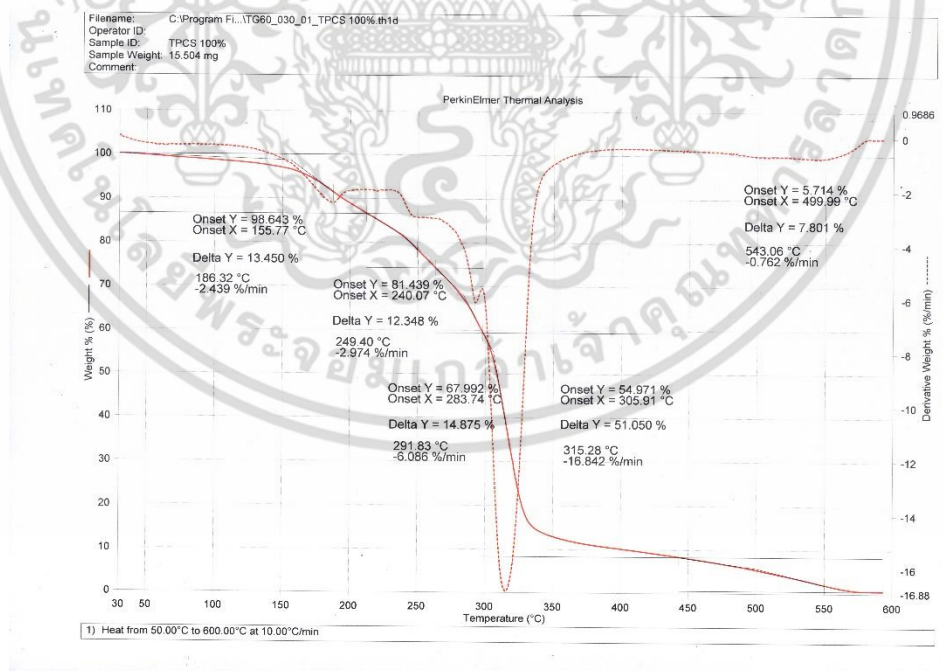 Filename: C:\Program Fi...\TG60_030_01_TPCS 100%.th1d
Operator ID:
Sample ID: TPCS 100%
Sample Weight: 15.504 mg
Comment:
PerkinElmer Thermal Analysis
110
100
90
80
70
60
50
40
30
20
10
0
Weight % (%)
Onset Y = 98.643 %
Onset X = 155.77 °C
Delta Y = 13.450 %
186.32 °C
-2.439 %/min
Onset Y = 81.439 %
Onset X = 240.07 °C
Delta Y = 12.348 %
249.40 °C
-2.974 %/min
Onset Y = 67.992 %
Onset X = 283.74 °C
Delta Y = 14.875 %
291.83 °C
-6.086 %/min
Onset Y = 54.971 %
Onset X = 305.91 °C
Delta Y = 51.050 %
315.28 °C
-16.842 %/min
Onset Y = 5.714 %
Onset X = 499.99 °C
Delta Y = 7.801 %
543.06 °C
-0.762 %/min
0.9686
0
-2
-4
-6
-8
-10
-12
-14
-16
-16.88
Derivative Weight % (%/min)
30 50 100 150 200 250 300 350 400 450 500 550 600
Temperature (°C)
1) Heat from 50.00°C to 600.00°C at 10.00°C/min